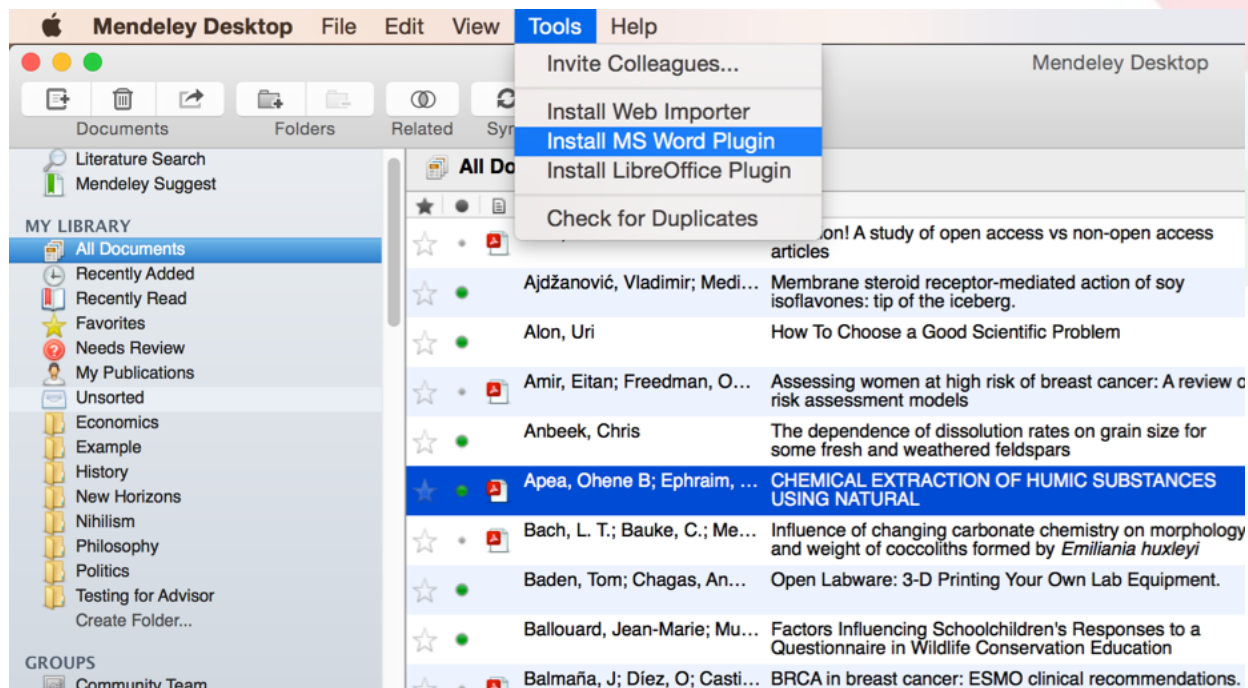 Mendeley Desktop File Edit View Tools Help
Invite Colleagues...
Install Web Importer
Install MS Word Plugin
Install LibreOffice Plugin
Check for Duplicates
Mendeley Desktop
Documents Folders Related
Literature Search
Mendeley Suggest
MY LIBRARY
All Documents
Recently Added
Recently Read
Favorites
Needs Review
My Publications
Unsorted
Economics
Example
History
New Horizons
Nihilism
Philosophy
Politics
Testing for Advisor
Create Folder...
GROUPS
Community Team
All
A study of open access vs non-open access
articles
Ajdžanović, Vladimir; Medi... Membrane steroid receptor-mediated action of soy
isoflavones: tip of the iceberg.
Alon, Uri How To Choose a Good Scientific Problem
Amir, Eitan; Freedman, O... Assessing women at high risk of breast cancer: A review
risk assessment models
Anbeek, Chris The dependence of dissolution rates on grain size for
some fresh and weathered feldspars
Apea, Ohene B; Ephraim, ... CHEMICAL EXTRACTION OF HUMIC SUBSTANCES
USING NATURAL
Bach, L. T.; Bauke, C.; Me... Influence of changing carbonate chemistry on morphology
and weight of coccoliths formed by Emiliania huxleyi
Baden, Tom; Chagas, An... Open Labware: 3-D Printing Your Own Lab Equipment.
Ballouard, Jean-Marie; Mu... Factors Influencing Schoolchildren's Responses to a
Questionnaire in Wildlife Conservation Education
Balmaña, J; Díez, O; Casti... BRCA in breast cancer: ESMO clinical recommendations.